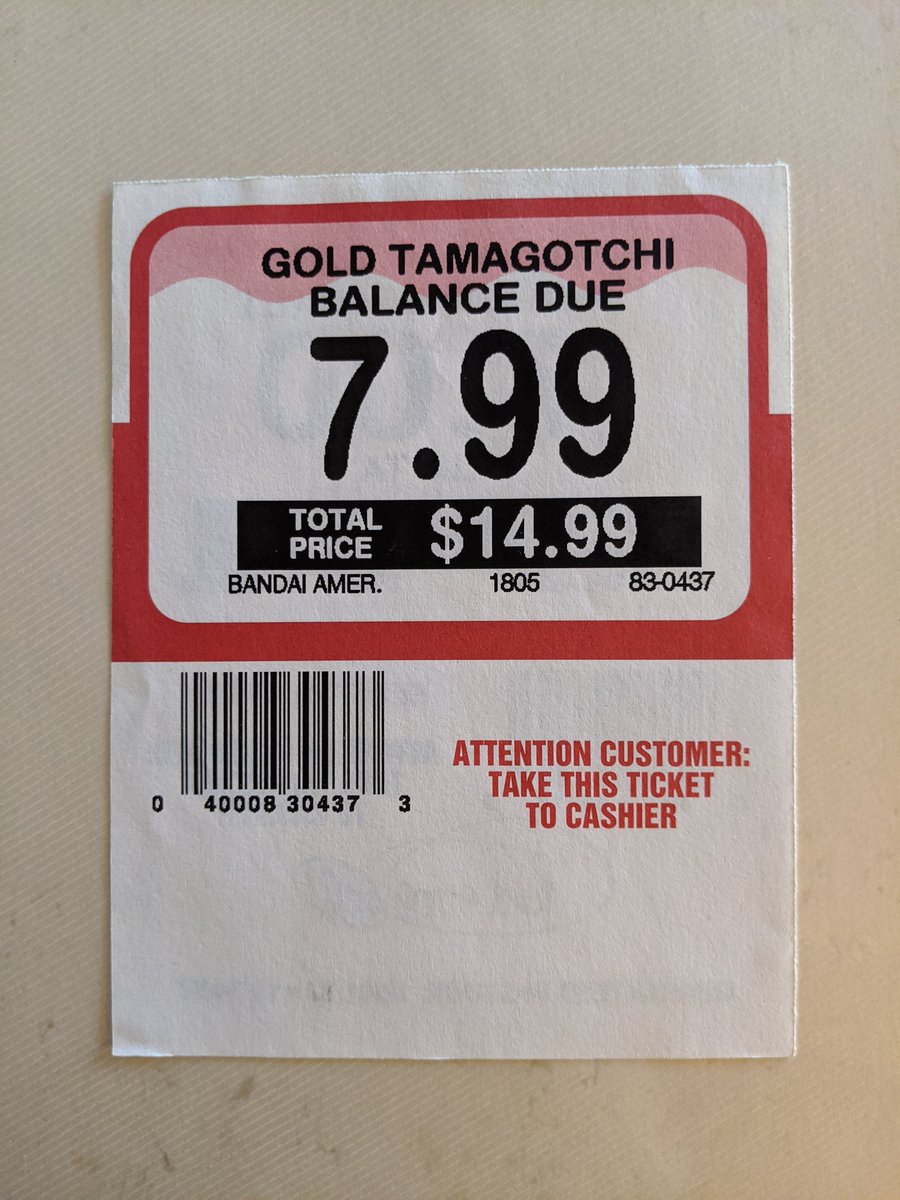 GOLD TAMAGOTCHI
BALANCE DUE
7.99
TOTAL PRICE $14.99
BANDAI AMER. 1805 83-0437
0 40008 30437 3
ATTENTION CUSTOMER:
TAKE THIS TICKET
TO CASHIER